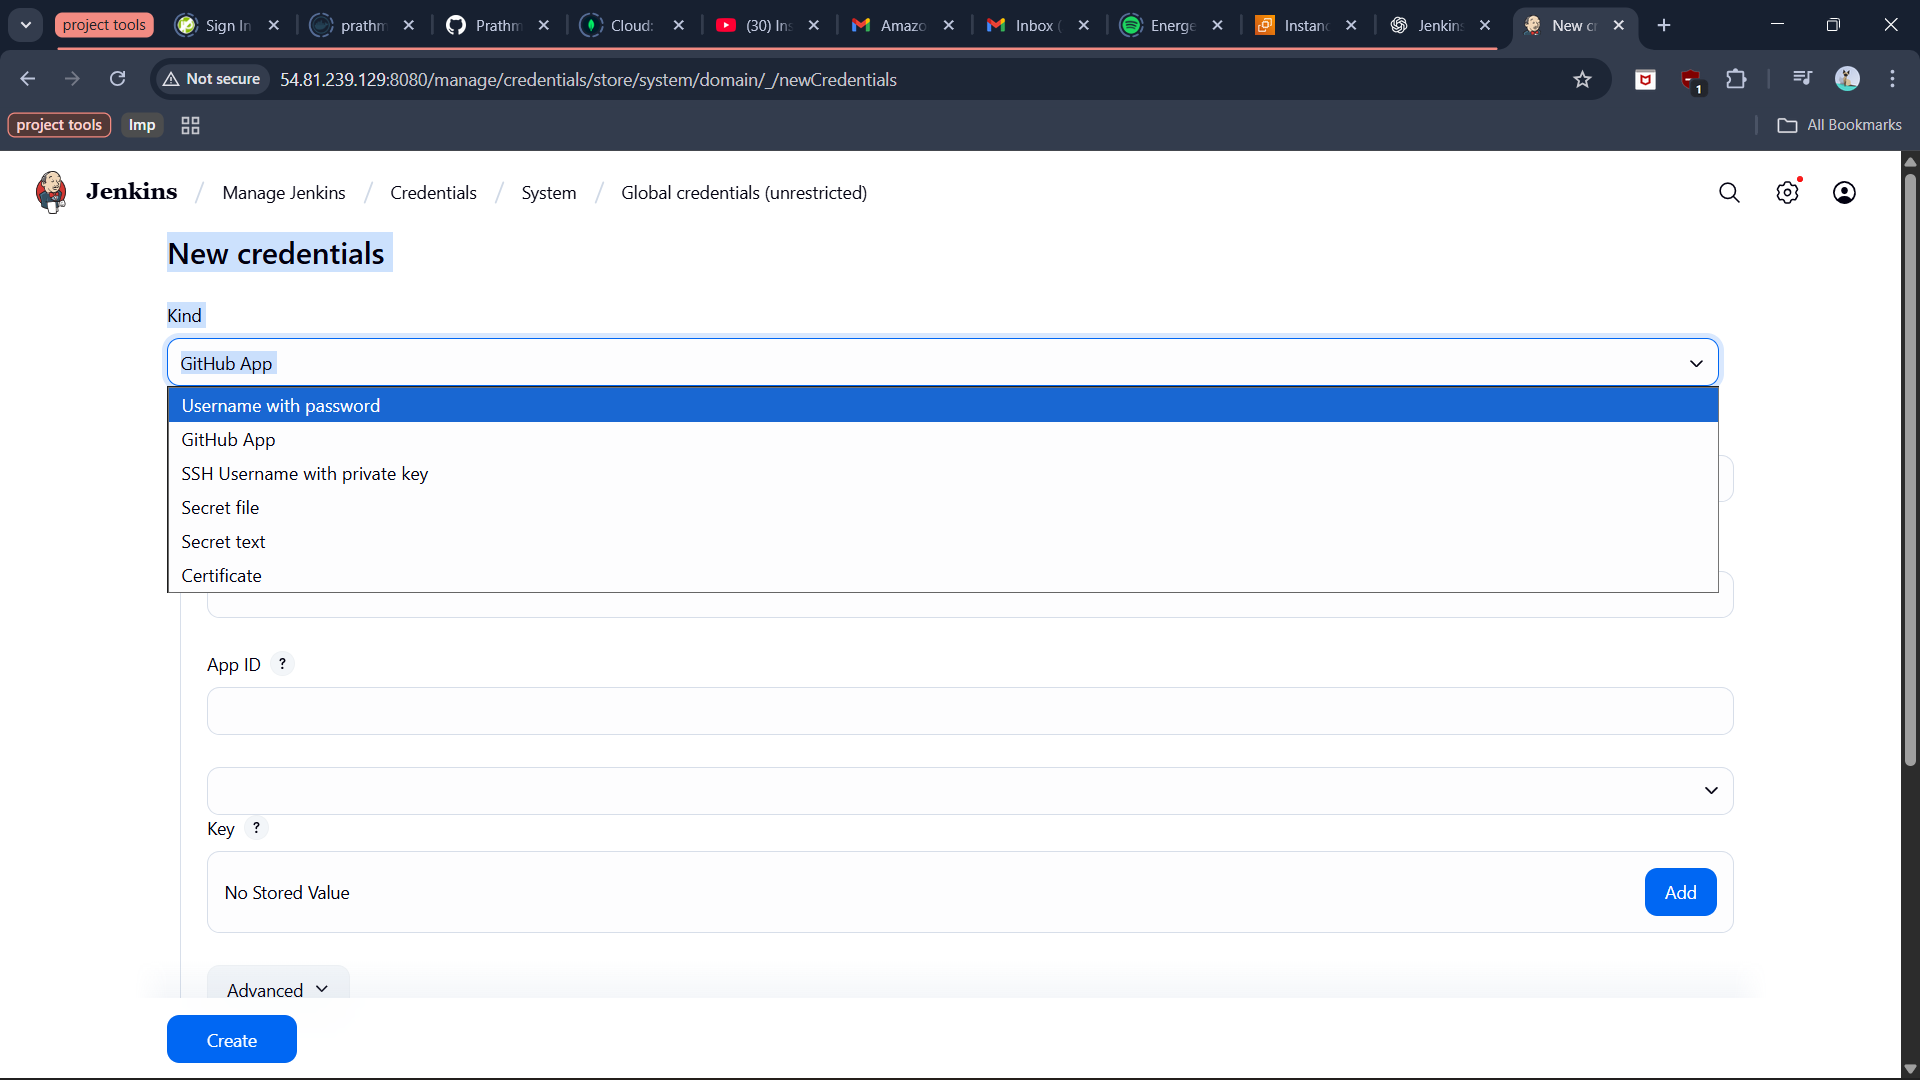 project tools
Sign In
prathm
Prathm
Cloud:
(30) Ins
Amazo
Inbox (
Energe
Instanc
Jenkins
New cr
Not secure
54.81.239.129:8080/manage/credentials/store/system/domain/_/newCredentials
1
project tools
Imp
All Bookmarks
Jenkins / Manage Jenkins / Credentials / System / Global credentials (unrestricted)
New credentials
Kind
GitHub App
Username with password
GitHub App
SSH Username with private key
Secret file
Secret text
Certificate
App ID ?
Key ?
No Stored Value
Add
Advanced
Create